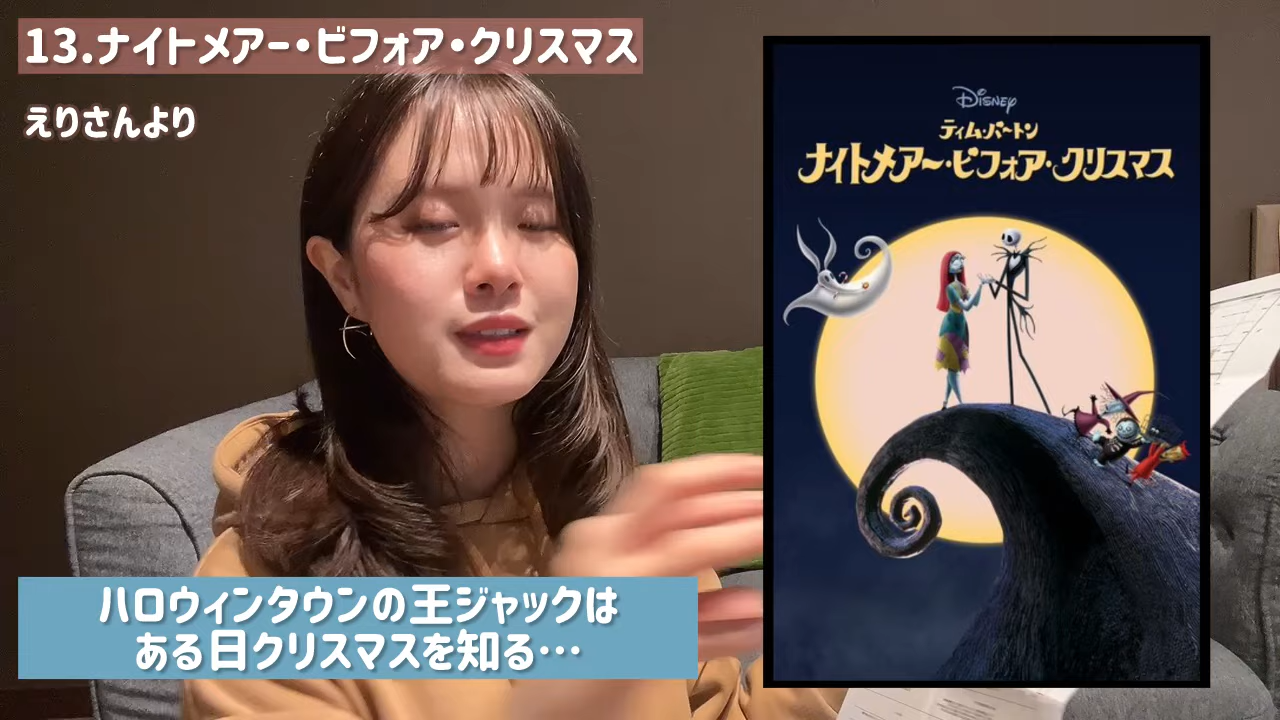 13.ナイトメアー・ビフォア・クリスマス
えりさんより
Disney
ティム・バートン
ナイトメアー・ビフォア・クリスマス
ハロウィンタウンの王ジャックは
ある日クリスマスを知る…